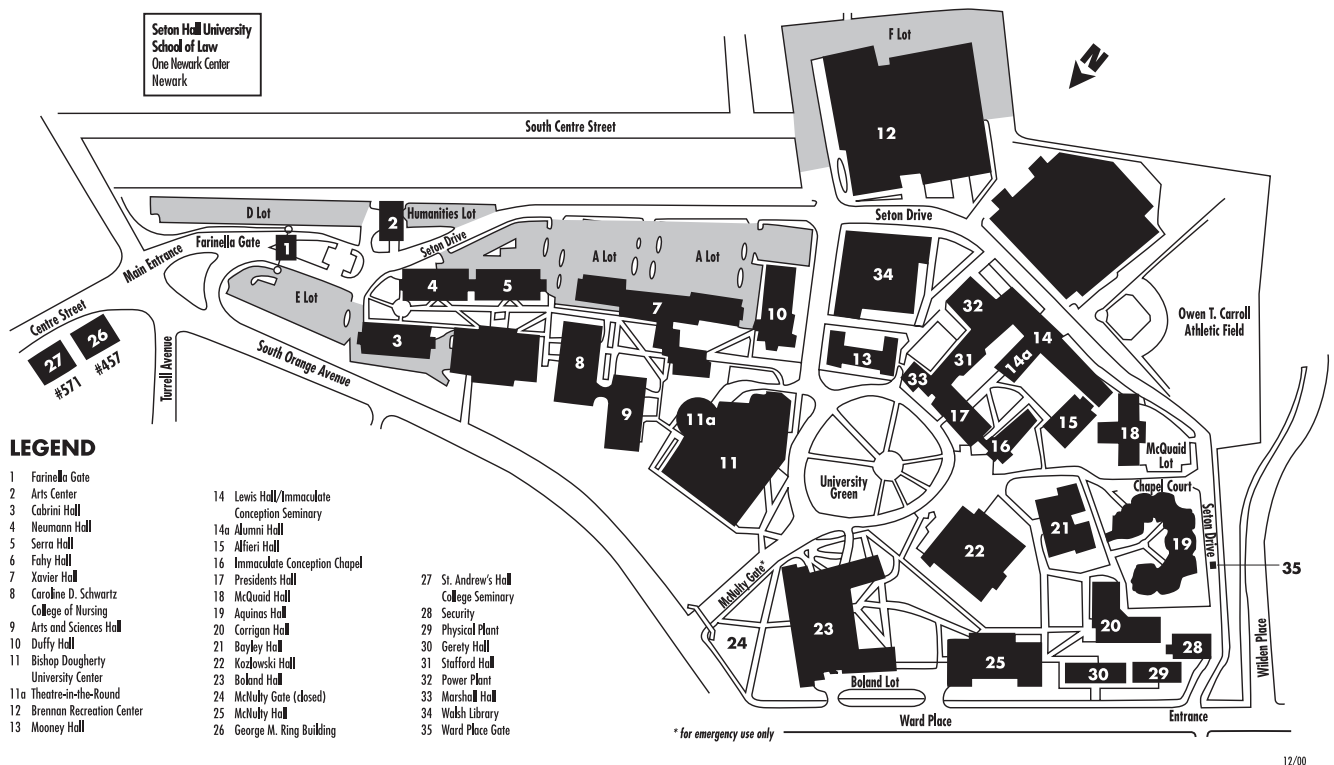 Seton Hall University
School of Law
One Newark Center
Newark
F Lot
N
12
South Centre Street
D Lot
2
Humanities Lot
Seton Drive
Farinella Gate
1
Seton Drive
Main Entrance
A Lot
A Lot
34
4
5
E Lot
7
10
32
14
Owen T. Carroll
Athletic Field
Centre Street
27
#571
26
#457
Turrell Avenue
South Orange Avenue
3
8
13
31
14a
33
9
11a
17
15
16
18
McQuaid
Lot
11
University
Green
Chapel Court
Seton Drive
21
22
19
35
McNulty Gate*
24
23
20
28
25
30
29
Boland Lot
Wilden Place
Ward Place
Entrance
* for emergency use only
12/00
LEGEND
1 Farinella Gate
2 Arts Center
3 Cabrini Hall
4 Neumann Hall
5 Serra Hall
6 Fahy Hall
7 Xavier Hall
8 Caroline D. Schwartz
College of Nursing
9 Arts and Sciences Hall
10 Duffy Hall
11 Bishop Dougherty
University Center
11a Theatre-in-the-Round
12 Brennan Recreation Center
13 Mooney Hall
14 Lewis Hall/Immaculate
Conception Seminary
14a Alumni Hall
15 Alfieri Hall
16 Immaculate Conception Chapel
17 Presidents Hall
18 McQuaid Hall
19 Aquinas Hall
20 Corrigan Hall
21 Bayley Hall
22 Kozlowski Hall
23 Boland Hall
24 McNulty Gate (closed)
25 McNulty Hall
26 George M. Ring Building
27 St. Andrew's Hall
College Seminary
28 Security
29 Physical Plant
30 Gerety Hall
31 Stafford Hall
32 Power Plant
33 Marshall Hall
34 Walsh Library
35 Ward Place Gate